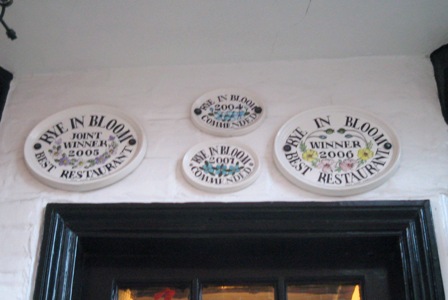 RYE IN BLOOM
JOINT
WINNER
2005
BEST RESTAURANT
RYE IN BLOOM
2004
COMMENDED
RYE IN BLOOM
2007
COMMENDED
RYE IN BLOOM
WINNER
2006
BEST RESTAURANT